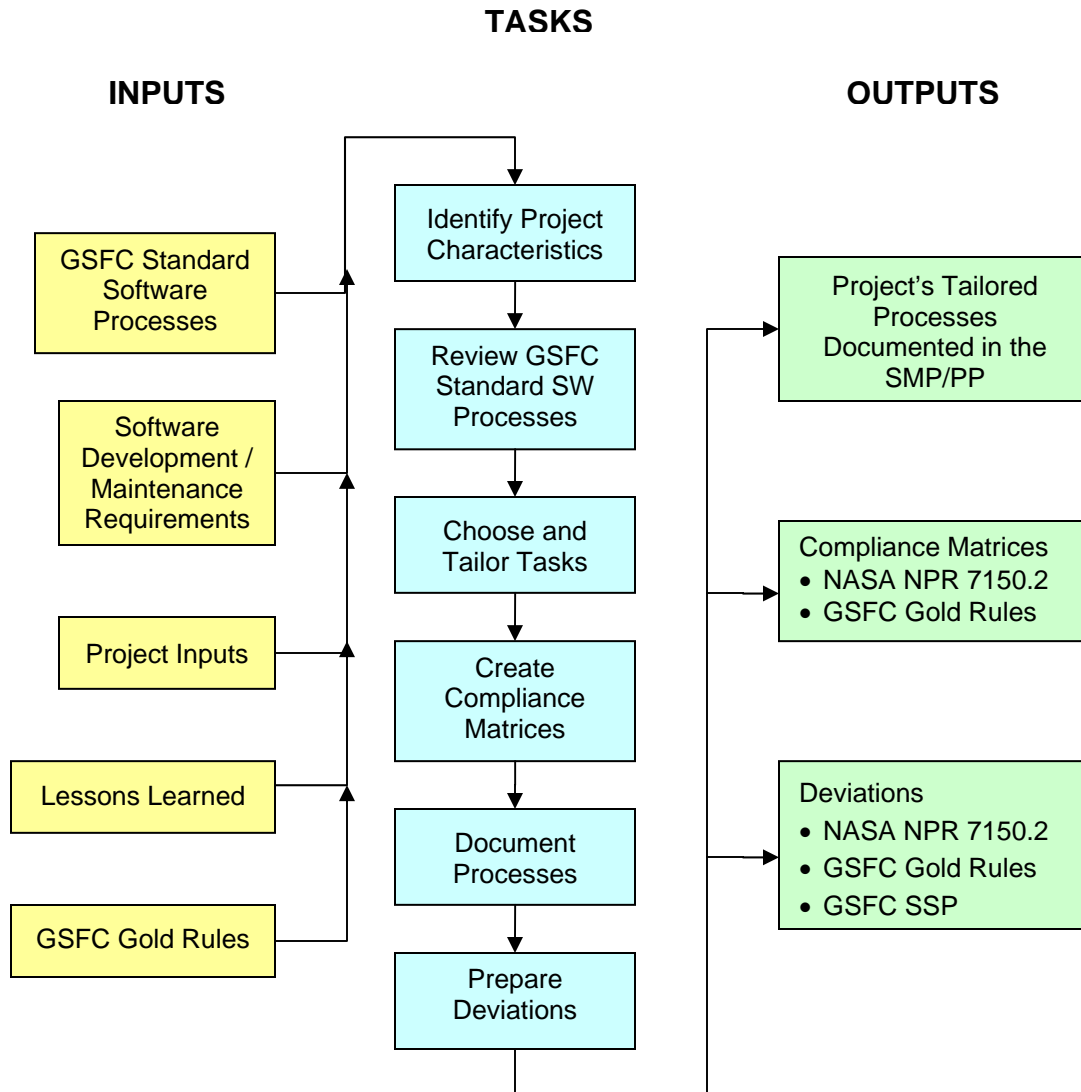 TASKS
INPUTS
OUTPUTS
GSFC Standard
Software
Processes
Software
Development /
Maintenance
Requirements
Project Inputs
Lessons Learned
GSFC Gold Rules
Identify Project
Characteristics
Review GSFC
Standard SW
Processes
Choose and
Tailor Tasks
Create
Compliance
Matrices
Document
Processes
Prepare
Deviations
Project’s Tailored
Processes
Documented in the
SMP/PP
Compliance Matrices
• NASA NPR 7150.2
• GSFC Gold Rules
Deviations
• NASA NPR 7150.2
• GSFC Gold Rules
• GSFC SSP